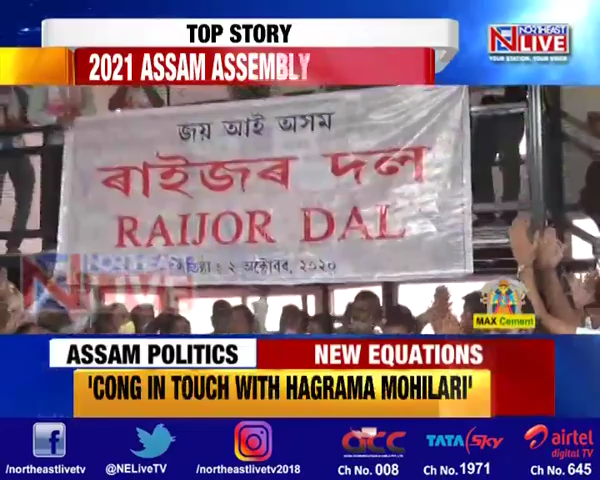 TOP STORY
2021 ASSAM ASSEMBLY
NORTHEAST
LIVE
YOUR STATION, YOUR VOICE
জয় আই অসম
ৰাইজৰ দল
RAIJOR DAL
২ অক্টোবৰ, ২০২০
MAX Cement
ASSAM POLITICS
NEW EQUATIONS
'CONG IN TOUCH WITH HAGRAMA MOHILARI'
/northeastlivetv
@NELiveTV
/northeastlivetv2018
acc
Ch No. 008
TATA sky
Ch No.1971
airtel
digital TV
Ch No. 645